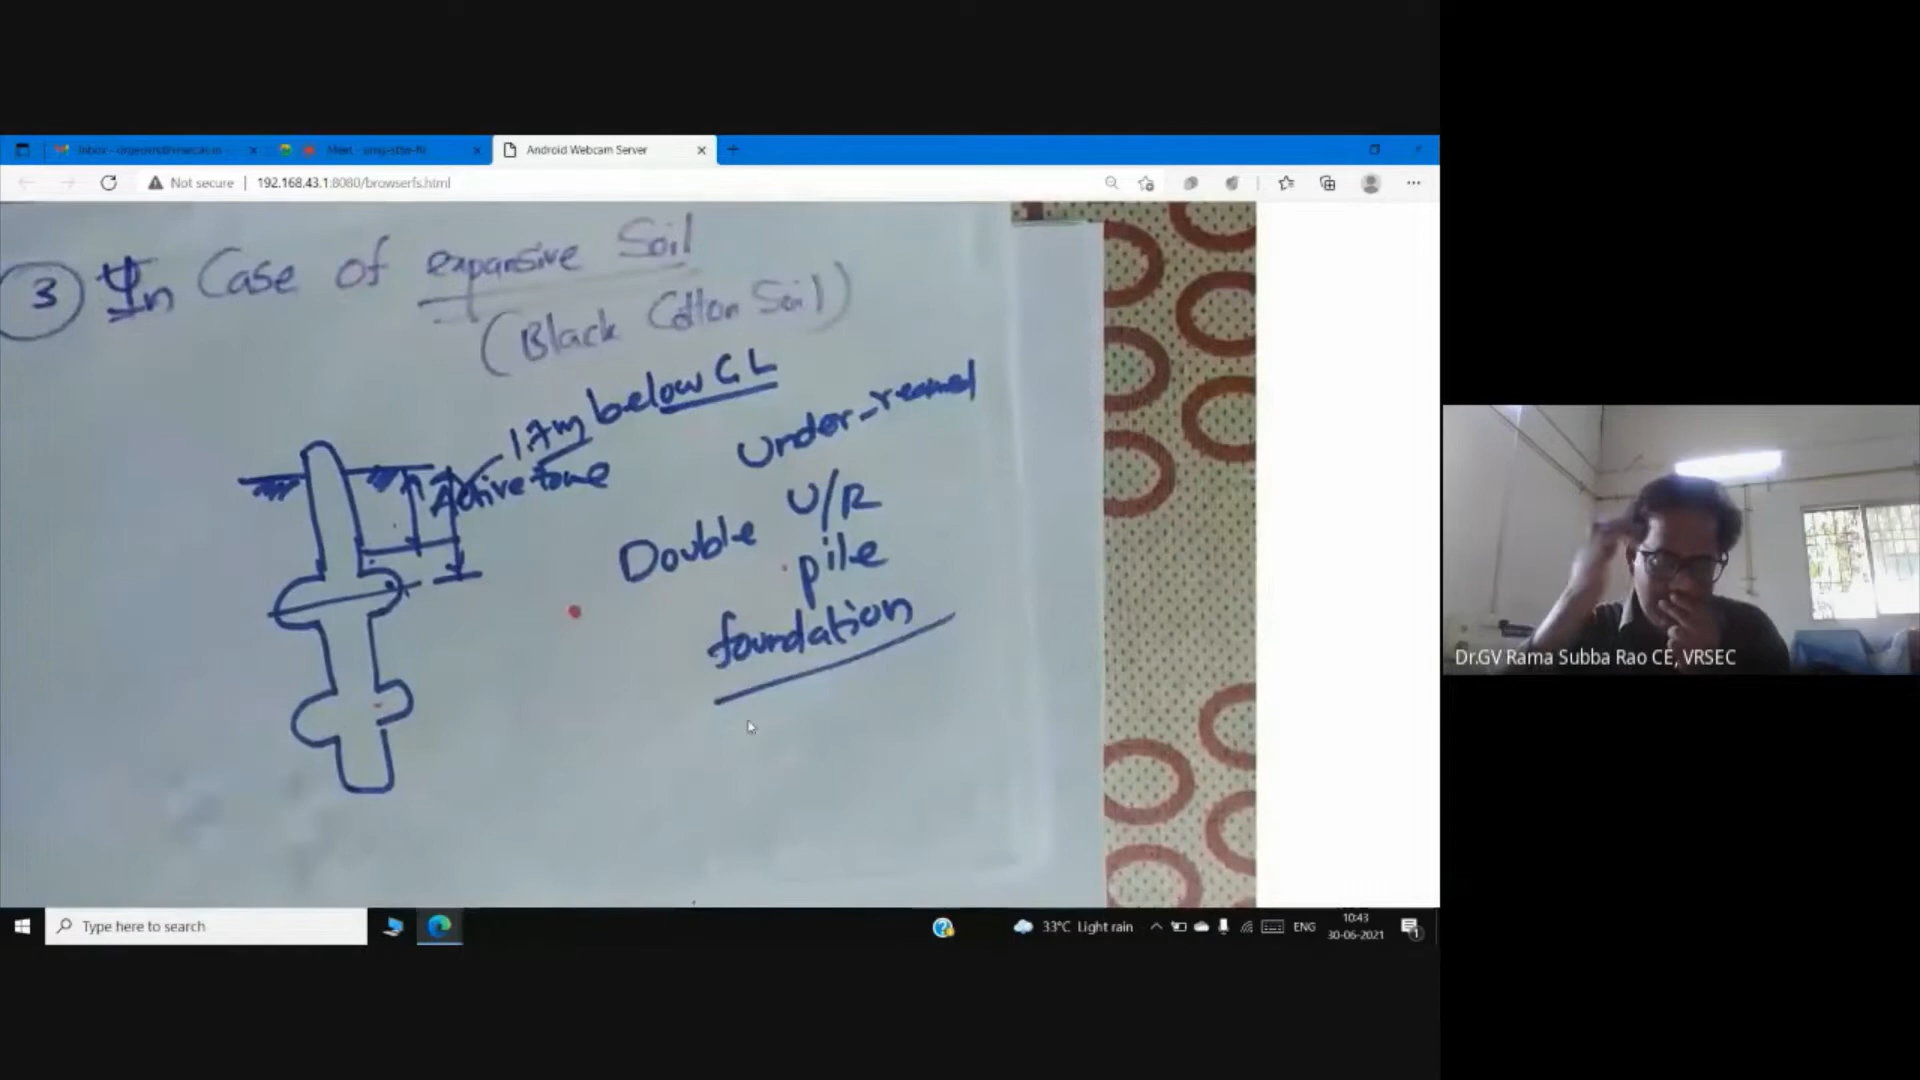 Android Webcam Server
Not secure
192.168.43.1:8080/browserfs.html
3 In Case of expansive Soil
(Black Cotton Soil)
1.7m below GL
Active zone
Under-reamed
Double U/R
pile
foundation
Dr.GV Rama Subba Rao CE, VRSEC
Type here to search
33°C Light rain
ENG
10:43
30-06-2021
1